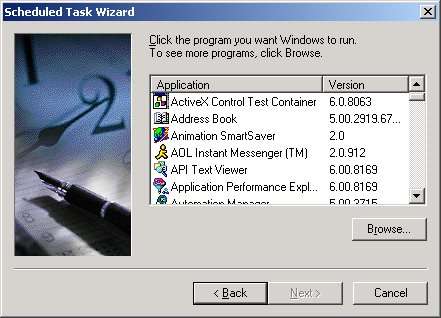 Scheduled Task Wizard
Click the program you want Windows to run.
To see more programs, click Browse.
Application Version
ActiveX Control Test Container 6.0.8063
Address Book 5.00.2919.67...
Animation SmartSaver 2.0
AOL Instant Messenger (TM) 2.0.912
API Text Viewer 6.00.8169
Application Performance Expl... 6.00.8169
Automation Manager 6.00.3715
Browse...
< Back Next > Cancel